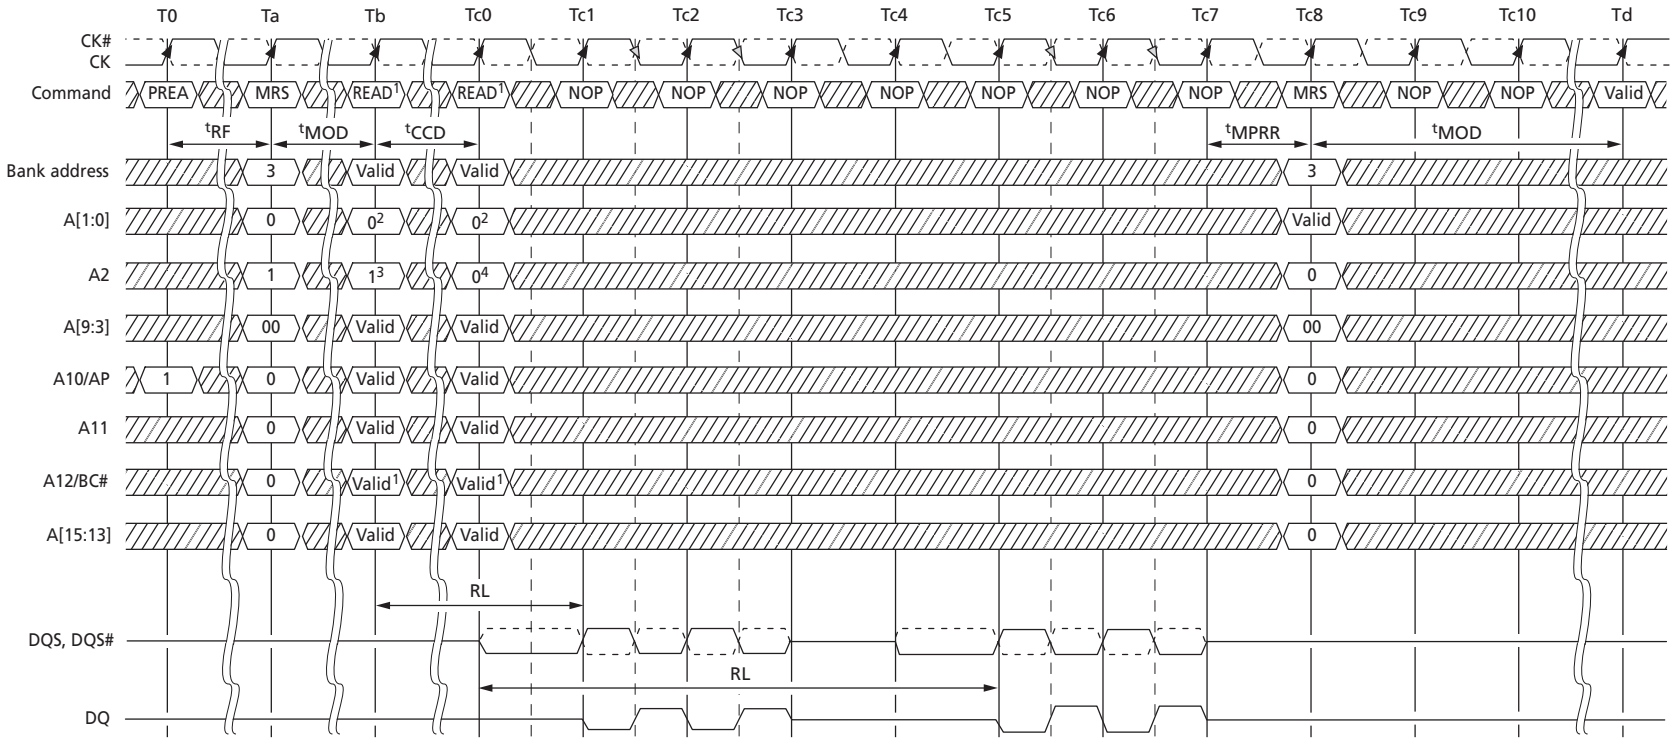 T0 Ta Tb Tc0 Tc1 Tc2 Tc3 Tc4 Tc5 Tc6 Tc7 Tc8 Tc9 Tc10 Td
CK#
CK
Command PREA MRS READ¹ READ¹ NOP NOP NOP NOP NOP NOP NOP MRS NOP NOP Valid
tRF tMOD tCCD tMPRR tMOD
Bank address 3 Valid Valid 3
A[1:0] 0 0² 0² Valid
A2 1 1³ 0⁴ 0
A[9:3] 00 Valid Valid 00
A10/AP 1 0 Valid Valid 0
A11 0 Valid Valid 0
A12/BC# 0 Valid¹ Valid¹ 0
A[15:13] 0 Valid Valid 0
RL
DQS, DQS#
RL
DQ